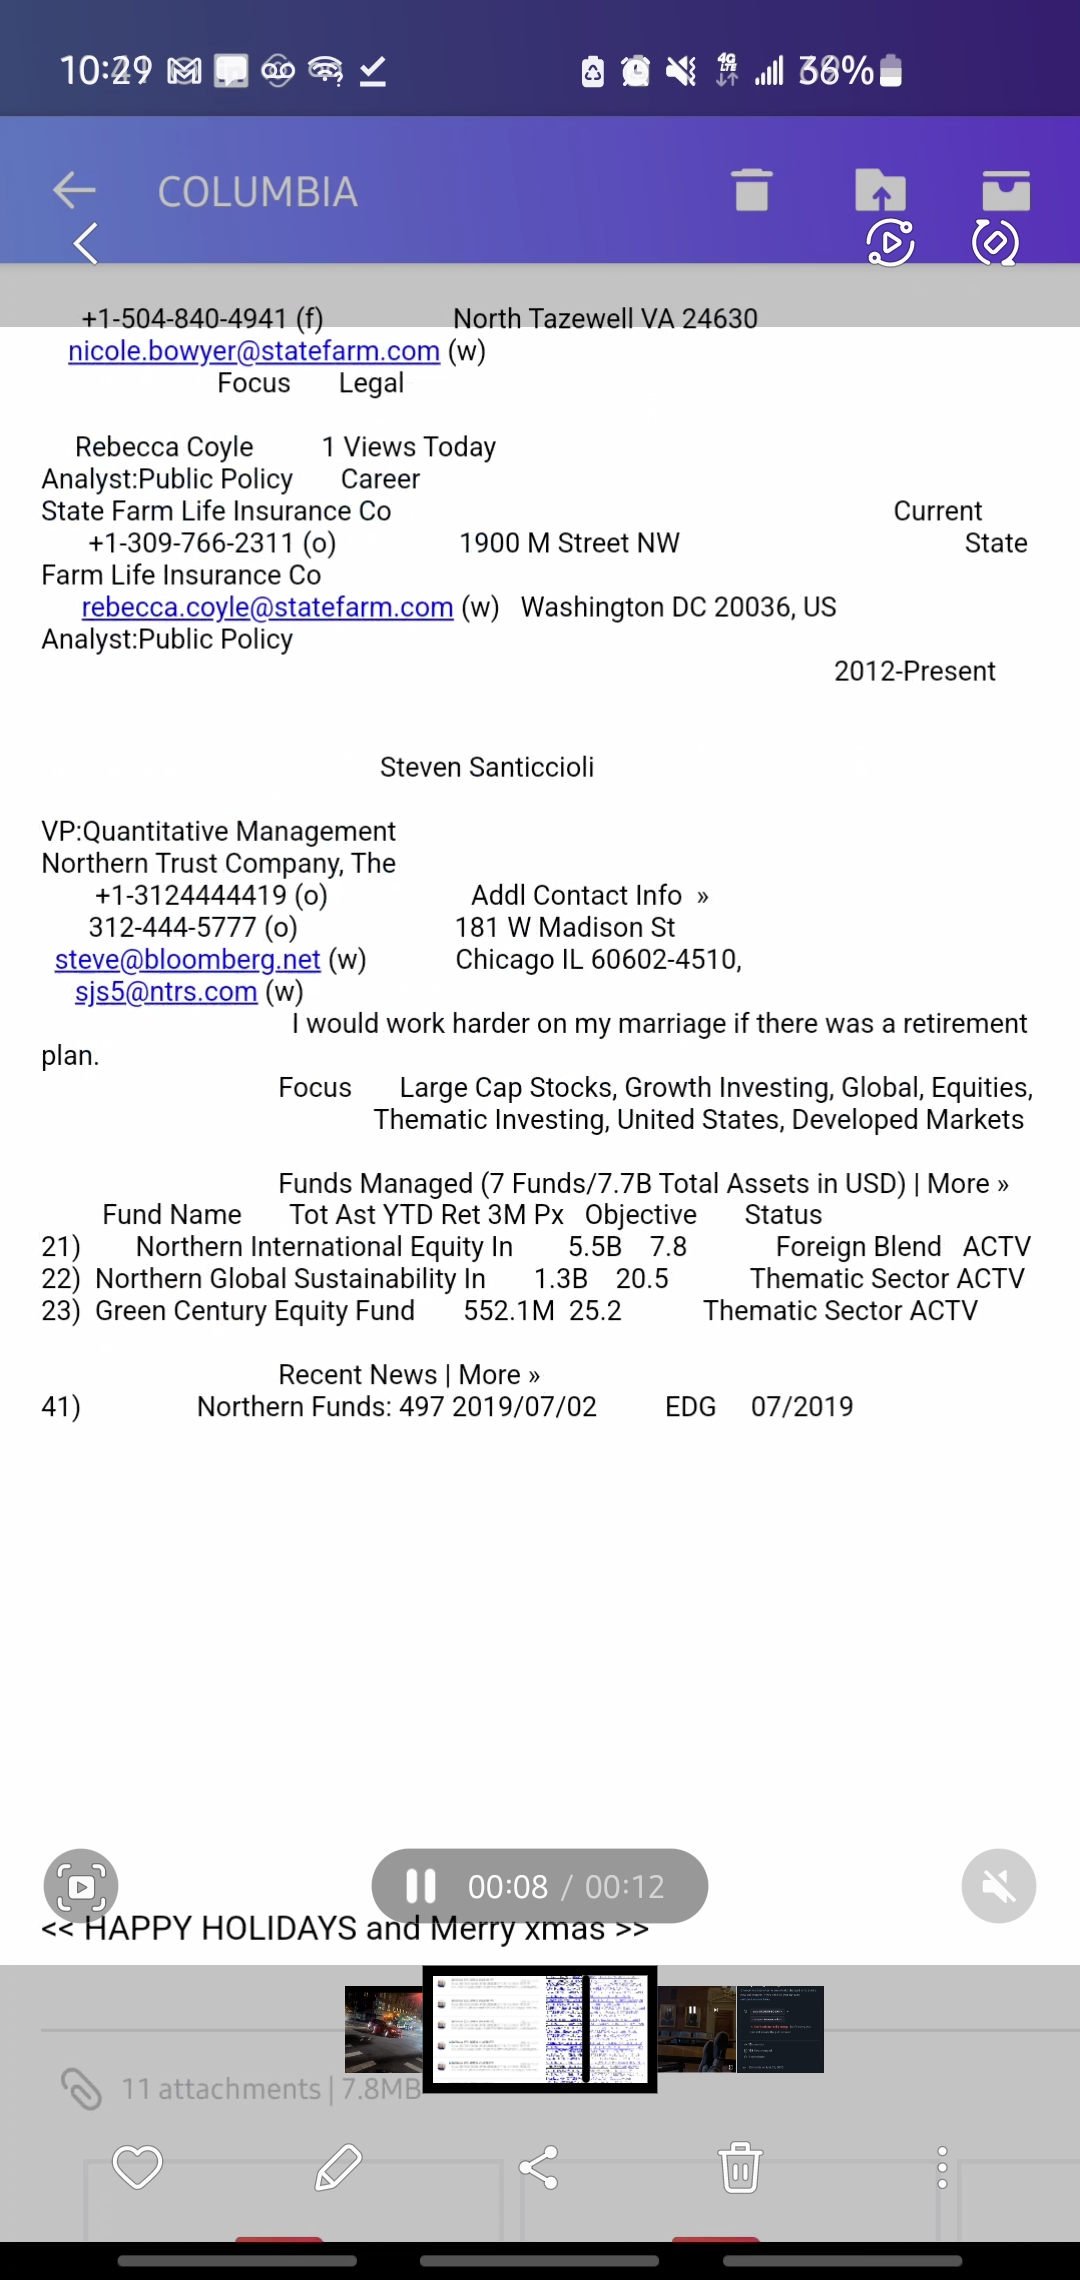 COLUMBIA
+1-504-840-4941 (f) North Tazewell VA 24630
nicole.bowyer@statefarm.com (w)
Focus Legal
Rebecca Coyle 1 Views Today
Analyst:Public Policy Career
State Farm Life Insurance Co Current
+1-309-766-2311 (o) 1900 M Street NW State
Farm Life Insurance Co
rebecca.coyle@statefarm.com (w) Washington DC 20036, US
Analyst:Public Policy
2012-Present
Steven Santiccioli
VP:Quantitative Management
Northern Trust Company, The
+1-3124444419 (o) Addl Contact Info »
312-444-5777 (o) 181 W Madison St
steve@bloomberg.net (w) Chicago IL 60602-4510,
sjs5@ntrs.com (w)
I would work harder on my marriage if there was a retirement
plan.
Focus Large Cap Stocks, Growth Investing, Global, Equities,
Thematic Investing, United States, Developed Markets
Funds Managed (7 Funds/7.7B Total Assets in USD) | More »
Fund Name Tot Ast YTD Ret 3M Px Objective Status
21) Northern International Equity In 5.5B 7.8 Foreign Blend ACTV
22) Northern Global Sustainability In 1.3B 20.5 Thematic Sector ACTV
23) Green Century Equity Fund 552.1M 25.2 Thematic Sector ACTV
Recent News | More »
41) Northern Funds: 497 2019/07/02 EDG 07/2019
00:08 / 00:12
<< HAPPY HOLIDAYS and Merry xmas >>
11 attachments | 7.8MB